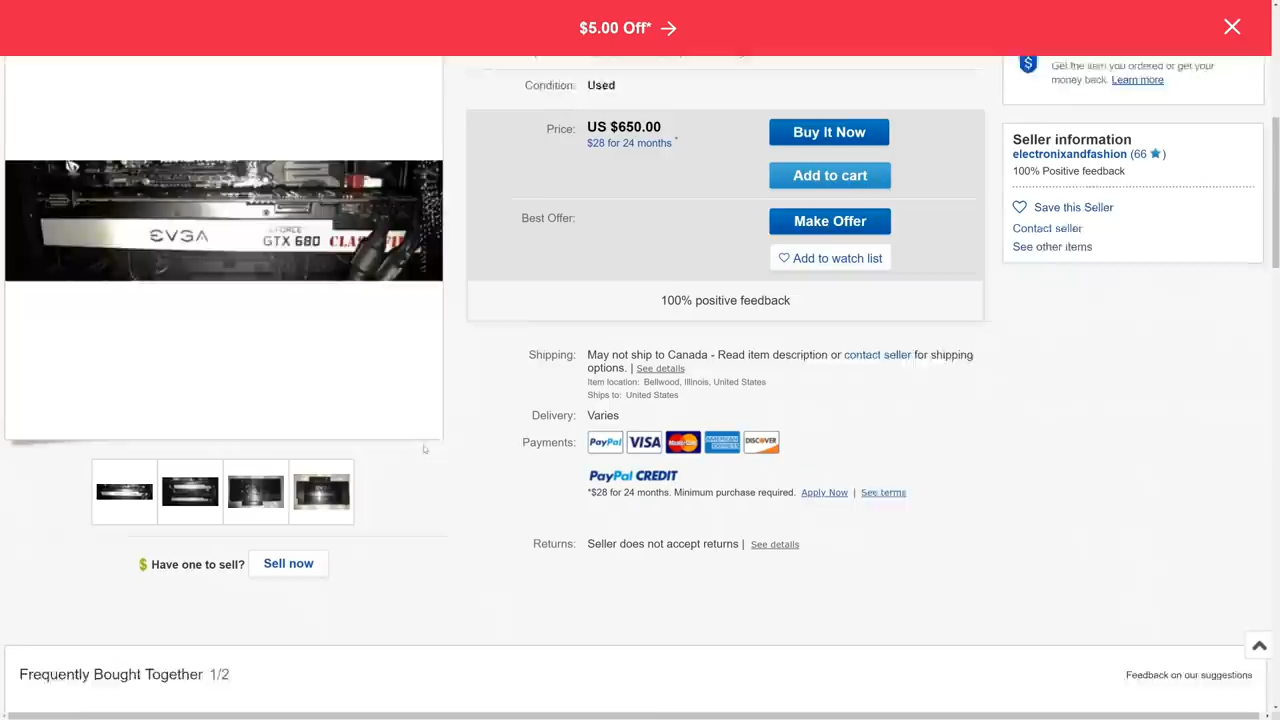 $5.00 Off* →
Get the item you ordered or get your
money back. Learn more
Condition: Used
Price: US $650.00
$28 for 24 months *
Buy It Now
Add to cart
Best Offer:
Make Offer
Add to watch list
100% positive feedback
Seller information
electronixandfashion (66 ★)
100% Positive feedback
Save this Seller
Contact seller
See other items
EVGA
GEFORCE
GTX 680
Shipping: May not ship to Canada - Read item description or contact seller for shipping
options. | See details
Item location: Bellwood, Illinois, United States
Ships to: United States
Delivery: Varies
Payments: PayPal VISA MasterCard AMERICAN EXPRESS DISCOVER
PayPal CREDIT
*$28 for 24 months. Minimum purchase required. Apply Now | See terms
Returns: Seller does not accept returns | See details
Have one to sell? Sell now
Frequently Bought Together 1/2
Feedback on our suggestions